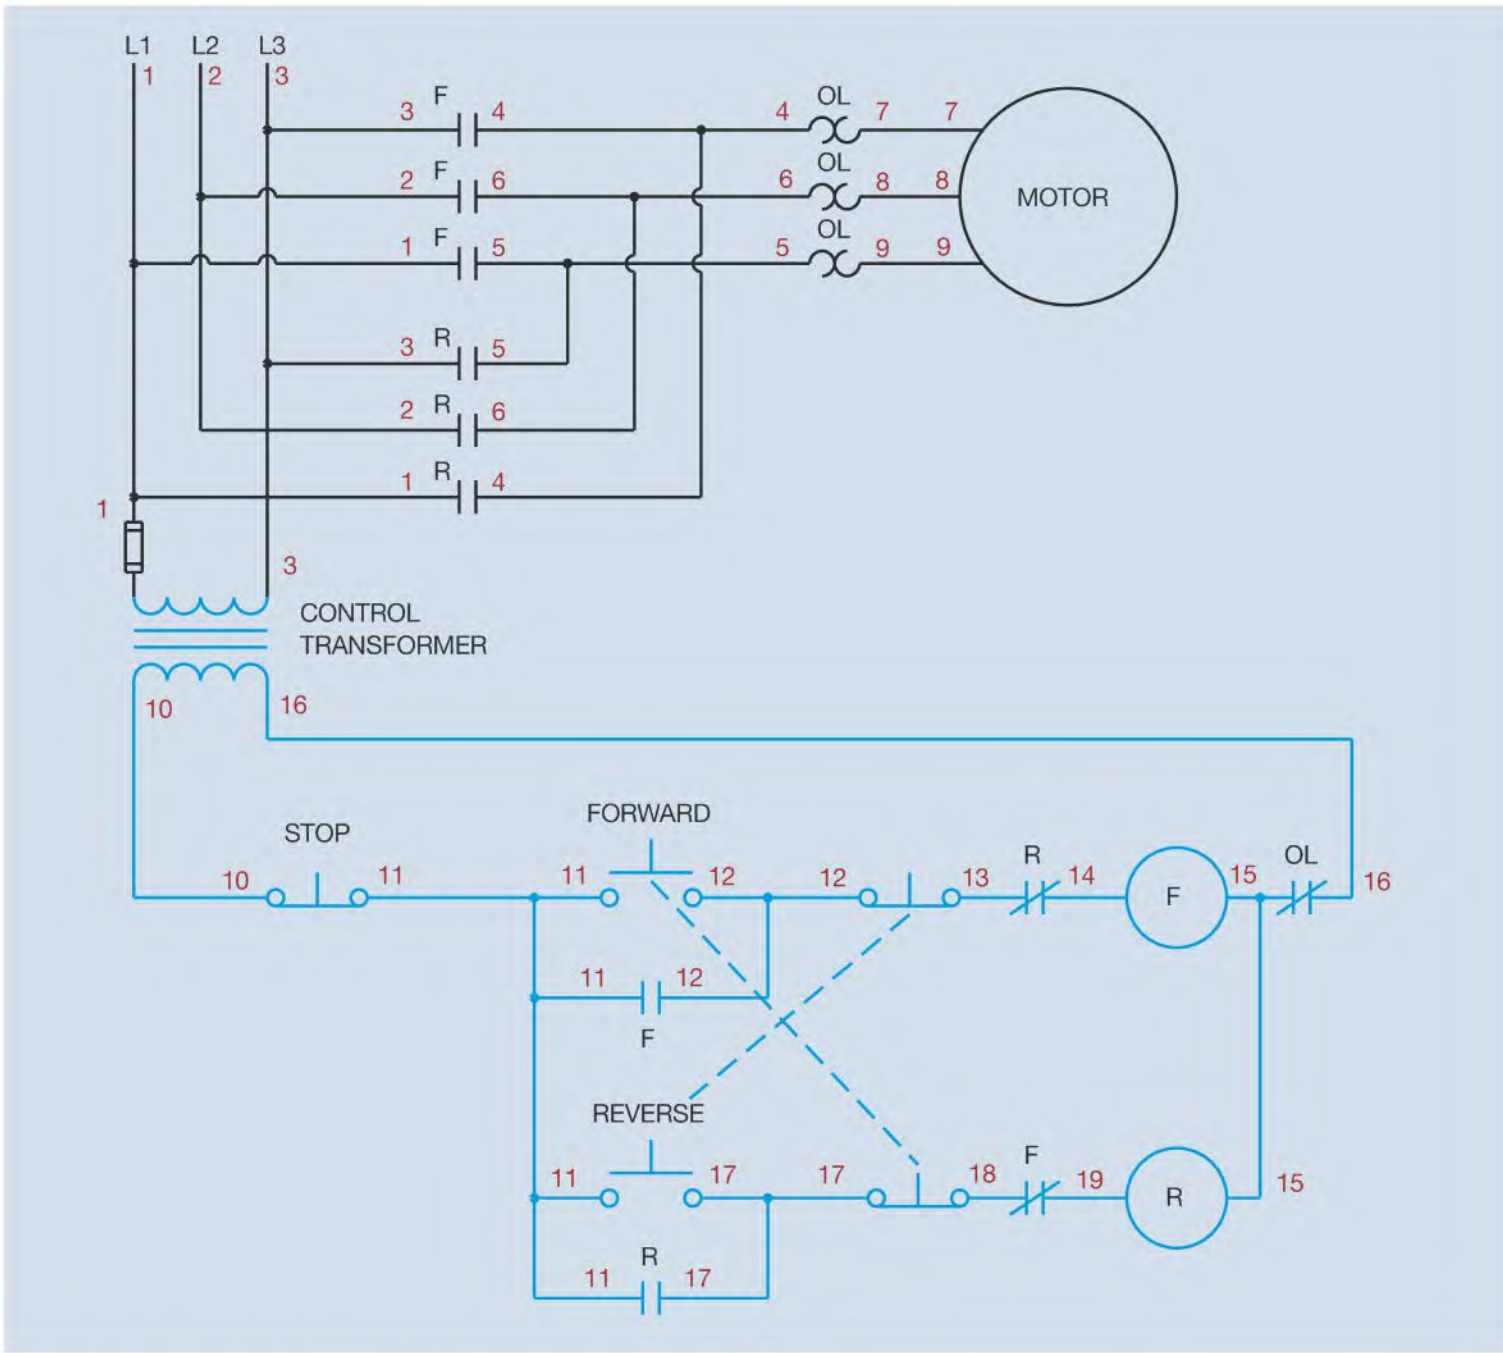 L1 L2 L3
1 2 3
F OL
3 4 4 7 7
F OL
2 6 6 8 8
MOTOR
F OL
1 5 5 9 9
R
3 5
R
2 6
R
1 4
1
3
CONTROL
TRANSFORMER
10 16
FORWARD
STOP
R OL
10 11 11 12 12 13 14 15 16
F
11 12
F
REVERSE
F
11 17 17 18 19 15
R
R
11 17